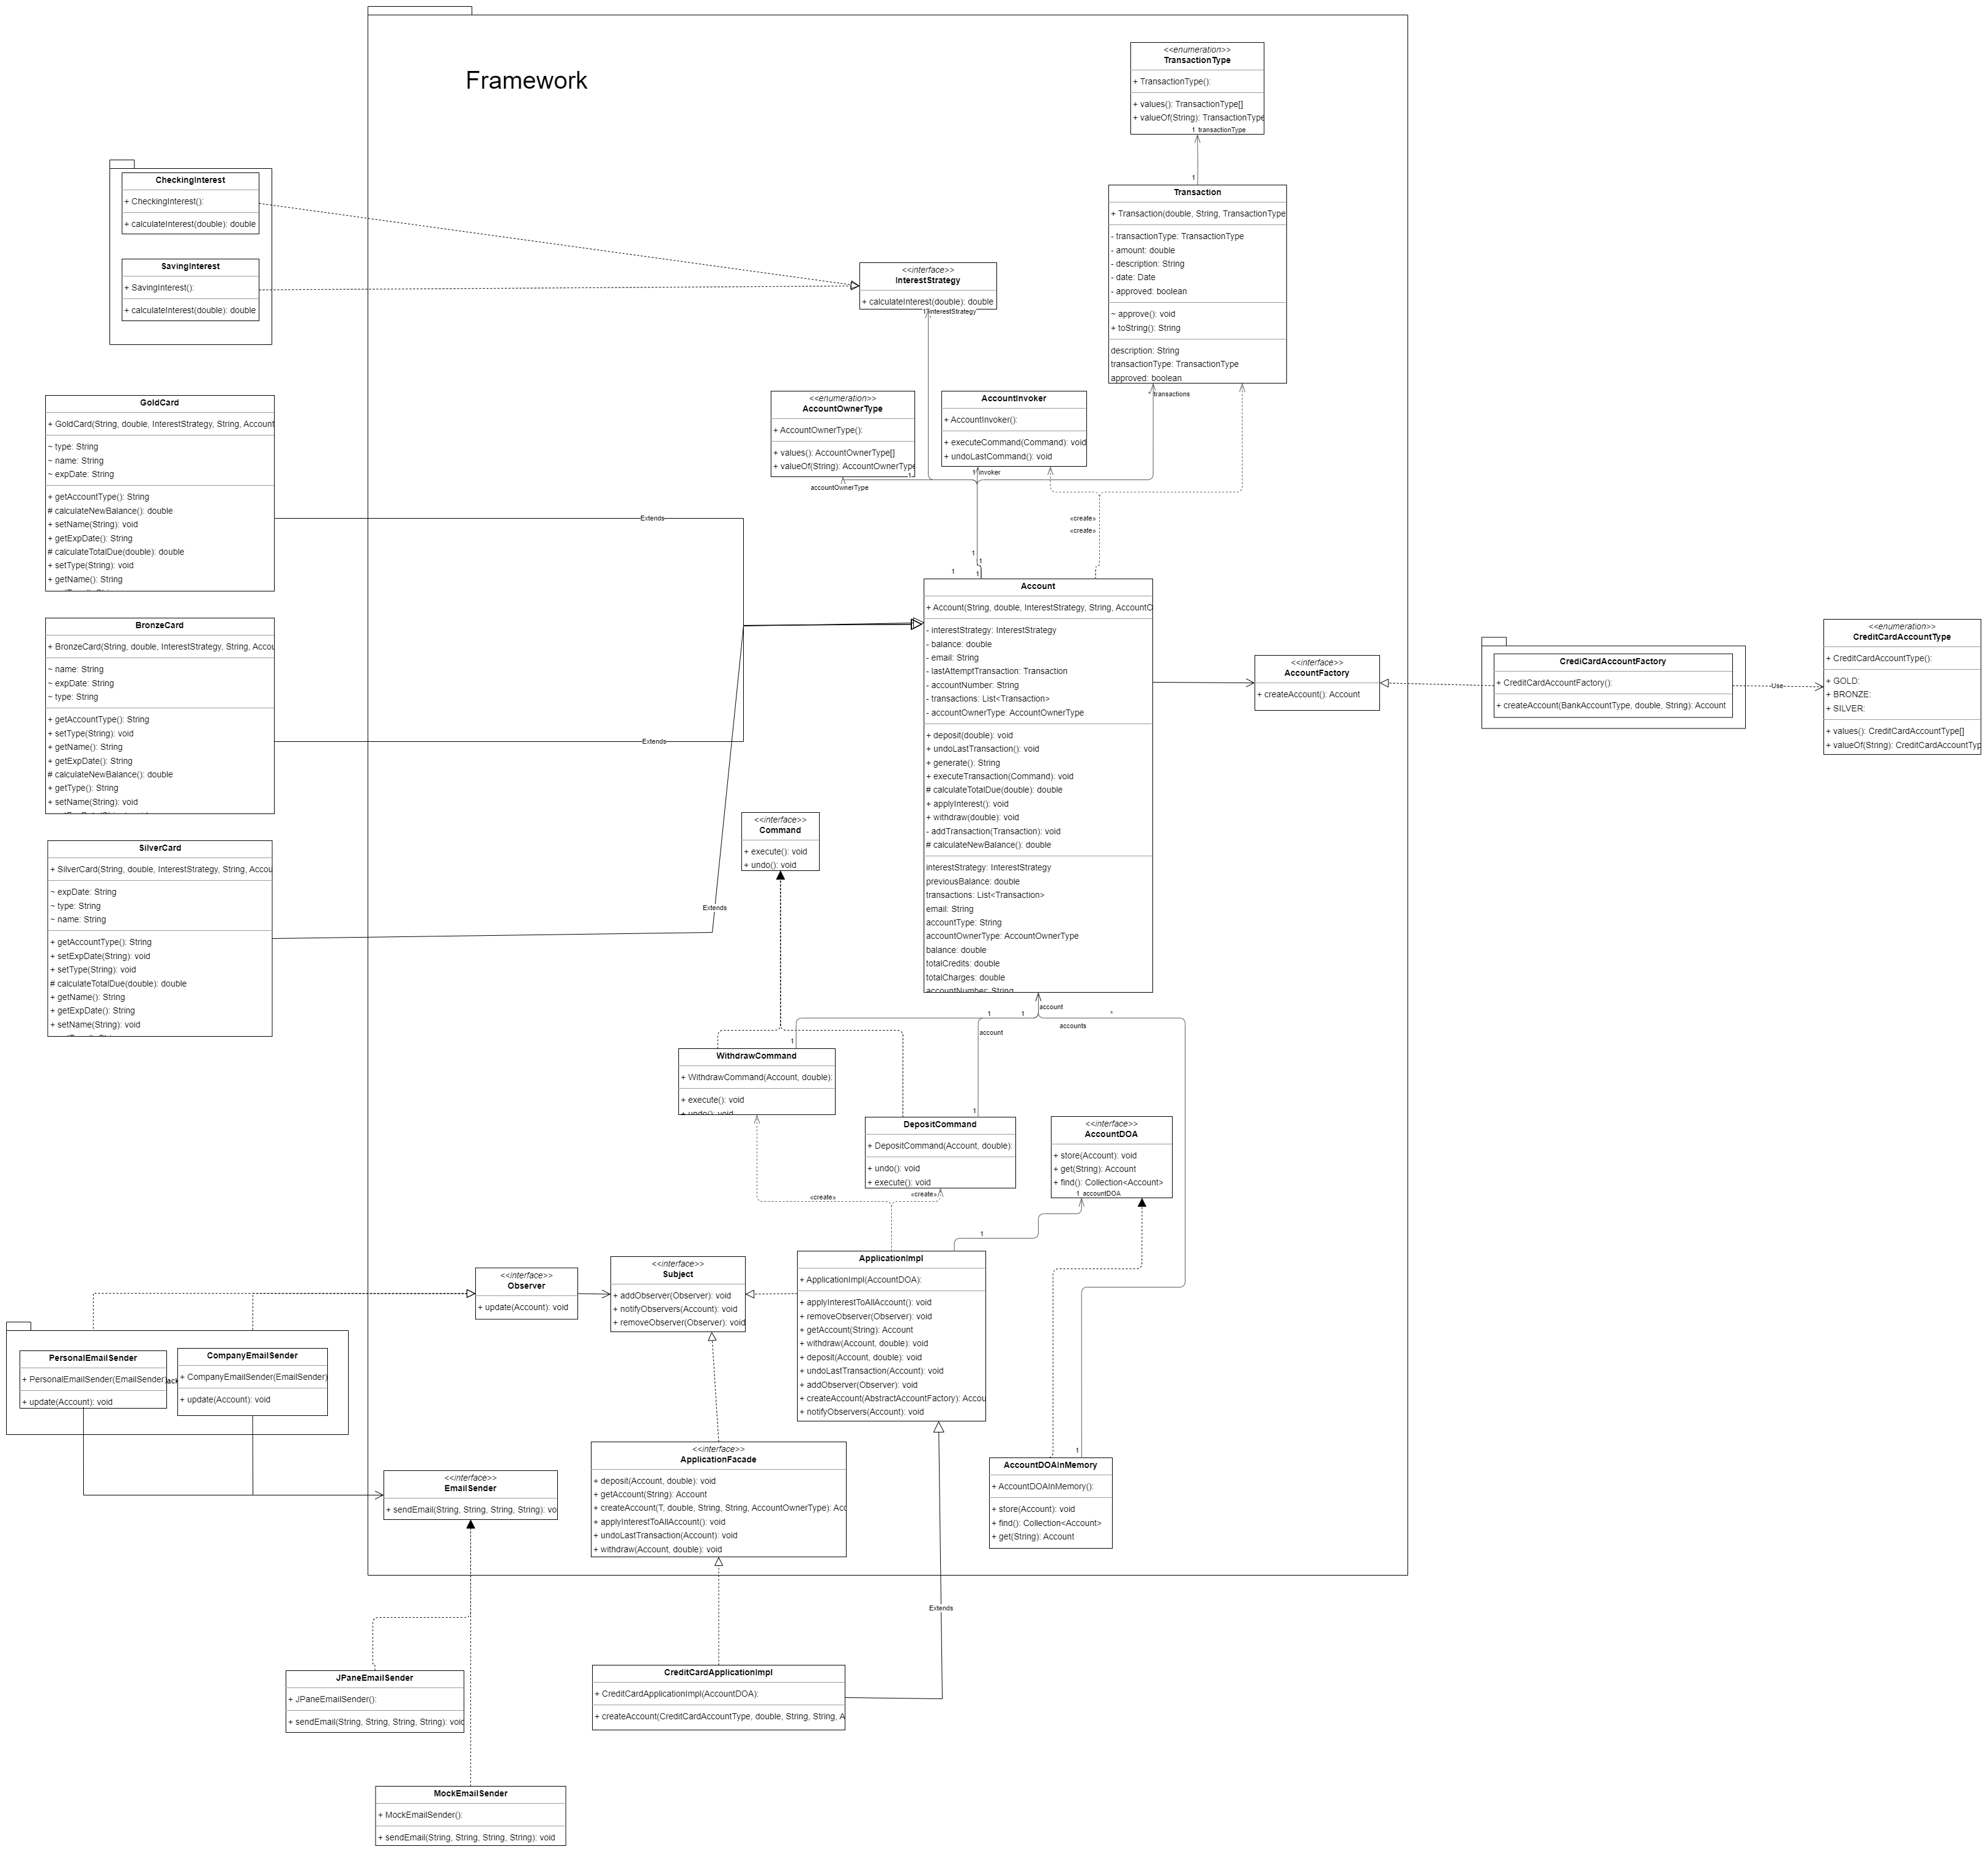 Framework
<<enumeration>>
TransactionType
+ TransactionType():
+ values(): TransactionType[]
+ valueOf(String): TransactionType
1 transactionType
1
Transaction
+ Transaction(double, String, TransactionType
- transactionType: TransactionType
- amount: double
- description: String
- date: Date
- approved: boolean
~ approve(): void
+ toString(): String
description: String
transactionType: TransactionType
approved: boolean
* transactions
CheckingInterest
+ CheckingInterest():
+ calculateInterest(double): double
SavingInterest
+ SavingInterest():
+ calculateInterest(double): double
<<interface>>
InterestStrategy
+ calculateInterest(double): double
1 interestStrategy
<<enumeration>>
AccountOwnerType
+ AccountOwnerType():
+ values(): AccountOwnerType[]
+ valueOf(String): AccountOwnerType
1
accountOwnerType
AccountInvoker
+ AccountInvoker():
+ executeCommand(Command): void
+ undoLastCommand(): void
1 invoker
«create»
«create»
1
1
1
1
GoldCard
+ GoldCard(String, double, InterestStrategy, String, Account
~ type: String
~ name: String
~ expDate: String
+ getAccountType(): String
# calculateNewBalance(): double
+ setName(String): void
+ getExpDate(): String
# calculateTotalDue(double): double
+ setType(String): void
+ getName(): String
Extends
BronzeCard
+ BronzeCard(String, double, InterestStrategy, String, Accou
~ name: String
~ expDate: String
~ type: String
+ getAccountType(): String
+ setType(String): void
+ getName(): String
+ getExpDate(): String
# calculateNewBalance(): double
+ getType(): String
+ setName(String): void
Extends
SilverCard
+ SilverCard(String, double, InterestStrategy, String, Accou
~ expDate: String
~ type: String
~ name: String
+ getAccountType(): String
+ setExpDate(String): void
+ setType(String): void
# calculateTotalDue(double): double
+ getName(): String
+ getExpDate(): String
+ setName(String): void
Extends
Account
+ Account(String, double, InterestStrategy, String, AccountO
- interestStrategy: InterestStrategy
- balance: double
- email: String
- lastAttemptTransaction: Transaction
- accountNumber: String
- transactions: List<Transaction>
- accountOwnerType: AccountOwnerType
+ deposit(double): void
+ undoLastTransaction(): void
+ generate(): String
+ executeTransaction(Command): void
# calculateTotalDue(double): double
+ applyInterest(): void
+ withdraw(double): void
- addTransaction(Transaction): void
# calculateNewBalance(): double
interestStrategy: InterestStrategy
previousBalance: double
transactions: List<Transaction>
email: String
accountType: String
accountOwnerType: AccountOwnerType
balance: double
totalCredits: double
totalCharges: double
accountNumber: String
<<interface>>
AccountFactory
+ createAccount(): Account
CrediCardAccountFactory
+ CreditCardAccountFactory():
+ createAccount(BankAccountType, double, String): Account
Use
<<enumeration>>
CreditCardAccountType
+ CreditCardAccountType():
+ GOLD:
+ BRONZE:
+ SILVER:
+ values(): CreditCardAccountType[]
+ valueOf(String): CreditCardAccountTyp
<<interface>>
Command
+ execute(): void
+ undo(): void
account
1
1
*
accounts
account
1
WithdrawCommand
+ WithdrawCommand(Account, double):
+ execute(): void
+ undo(): void
1
DepositCommand
+ DepositCommand(Account, double):
+ undo(): void
+ execute(): void
«create»
«create»
<<interface>>
AccountDOA
+ store(Account): void
+ get(String): Account
+ find(): Collection<Account>
1 accountDOA
1
<<interface>>
Observer
+ update(Account): void
<<interface>>
Subject
+ addObserver(Observer): void
+ notifyObservers(Account): void
+ removeObserver(Observer): void
ApplicationImpl
+ ApplicationImpl(AccountDOA):
+ applyInterestToAllAccount(): void
+ removeObserver(Observer): void
+ getAccount(String): Account
+ withdraw(Account, double): void
+ deposit(Account, double): void
+ undoLastTransaction(Account): void
+ addObserver(Observer): void
+ createAccount(AbstractAccountFactory): Accou
+ notifyObservers(Account): void
PersonalEmailSender
+ PersonalEmailSender(EmailSender)
+ update(Account): void
ack
CompanyEmailSender
+ CompanyEmailSender(EmailSender)
+ update(Account): void
<<interface>>
EmailSender
+ sendEmail(String, String, String, String): vo
<<interface>>
ApplicationFacade
+ deposit(Account, double): void
+ getAccount(String): Account
+ createAccount(T, double, String, String, AccountOwnerType): Acc
+ applyInterestToAllAccount(): void
+ undoLastTransaction(Account): void
+ withdraw(Account, double): void
1
AccountDOAInMemory
+ AccountDOAInMemory():
+ store(Account): void
+ find(): Collection<Account>
+ get(String): Account
Extends
JPaneEmailSender
+ JPaneEmailSender():
+ sendEmail(String, String, String, String): void
CreditCardApplicationImpl
+ CreditCardApplicationImpl(AccountDOA):
+ createAccount(CreditCardAccountType, double, String, String, A
MockEmailSender
+ MockEmailSender():
+ sendEmail(String, String, String, String): void